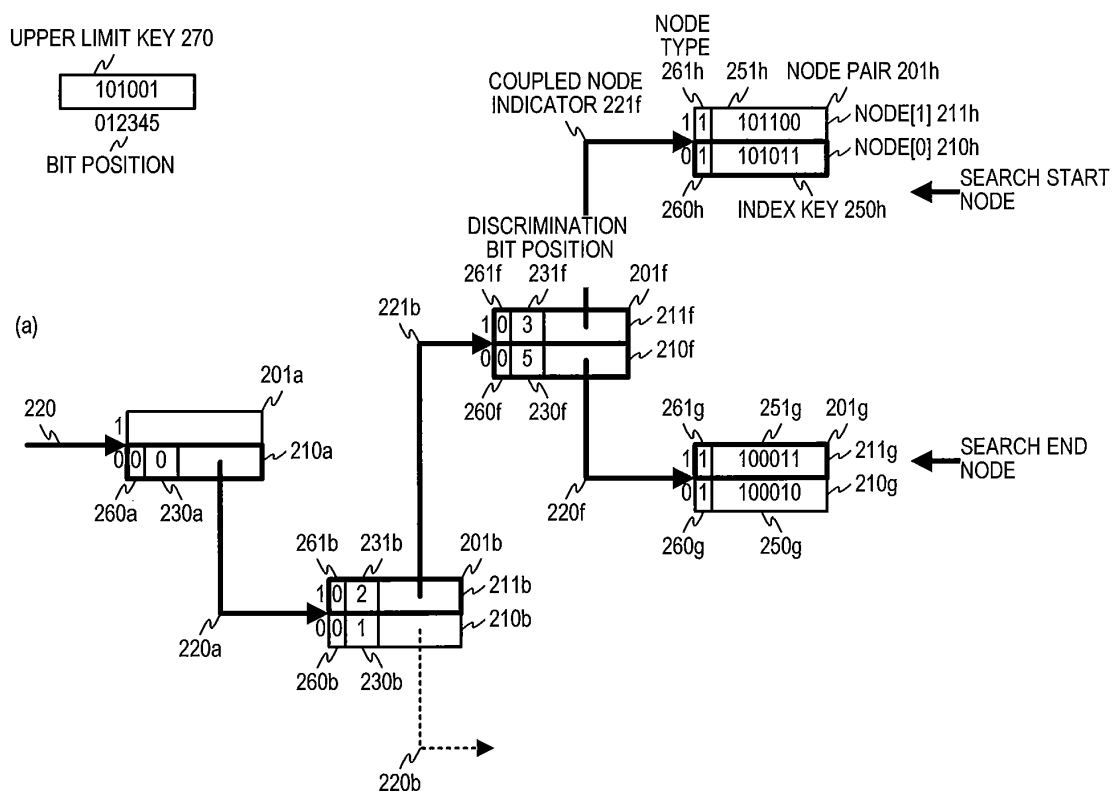 UPPER LIMIT KEY 270
101001
012345
BIT POSITION
NODE
TYPE
261h
251h
NODE PAIR 201h
COUPLED NODE
INDICATOR 221f
1
1
101100
NODE[1] 211h
0
1
101011
NODE[0] 210h
260h
INDEX KEY 250h
SEARCH START
NODE
DISCRIMINATION
BIT POSITION
261f
231f
201f
(a)
221b
1
0
3
211f
0
0
5
210f
260f
230f
220
201a
1
0
0
0
210a
260a
230a
261g
251g
201g
1
1
100011
211g
0
1
100010
210g
SEARCH END
NODE
220f
260g
250g
261b
231b
201b
1
0
2
211b
0
0
1
210b
220a
260b
230b
220b